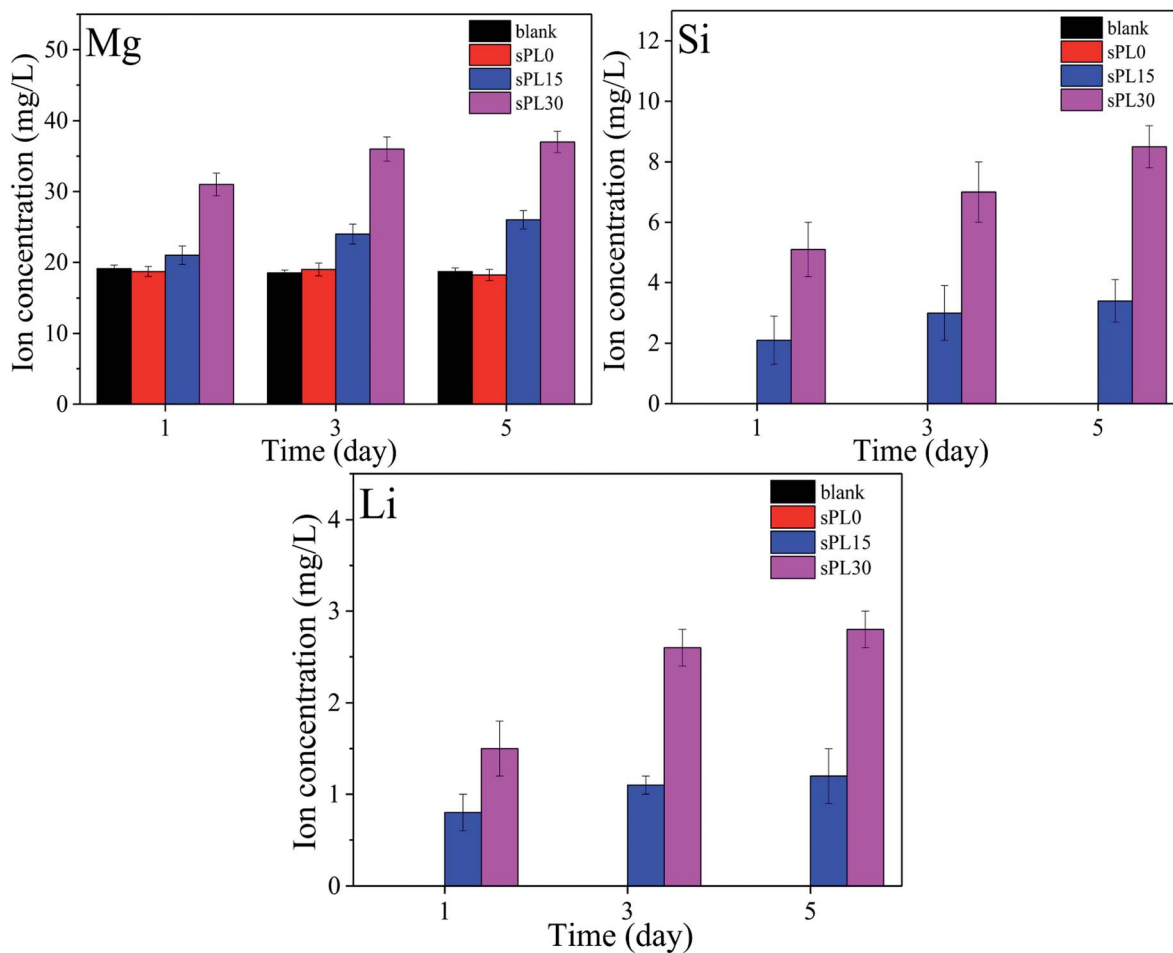 Mg
blank
sPL0
sPL15
sPL30
Ion concentration (mg/L)
50
40
30
20
10
0
1 3 5
Time (day)
Si
blank
sPL0
sPL15
sPL30
Ion concentration (mg/L)
12
10
8
6
4
2
0
1 3 5
Time (day)
Li
blank
sPL0
sPL15
sPL30
Ion concentration (mg/L)
4
3
2
1
0
1 3 5
Time (day)